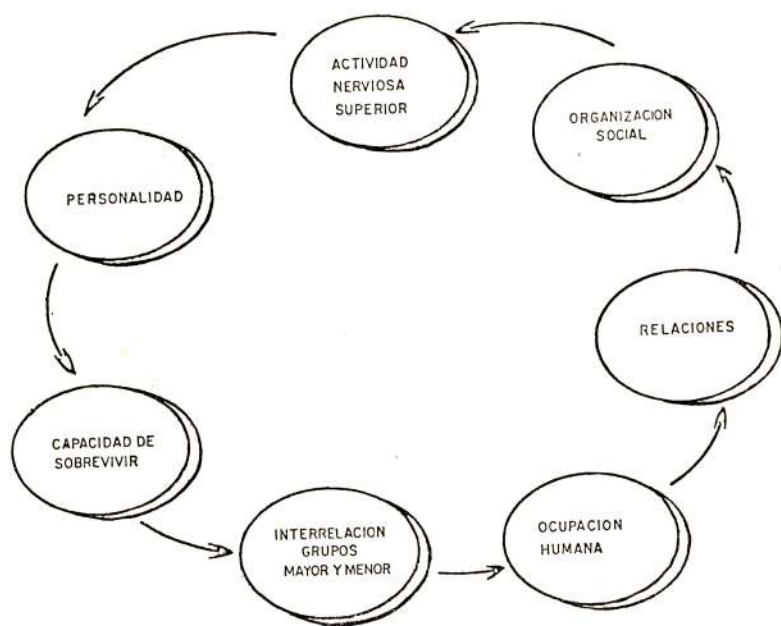 ACTIVIDAD
NERVIOSA
SUPERIOR
ORGANIZACION
SOCIAL
PERSONALIDAD
RELACIONES
CAPACIDAD DE
SOBREVIVIR
INTERRELACION
GRUPOS
MAYOR Y MENOR
OCUPACION
HUMANA